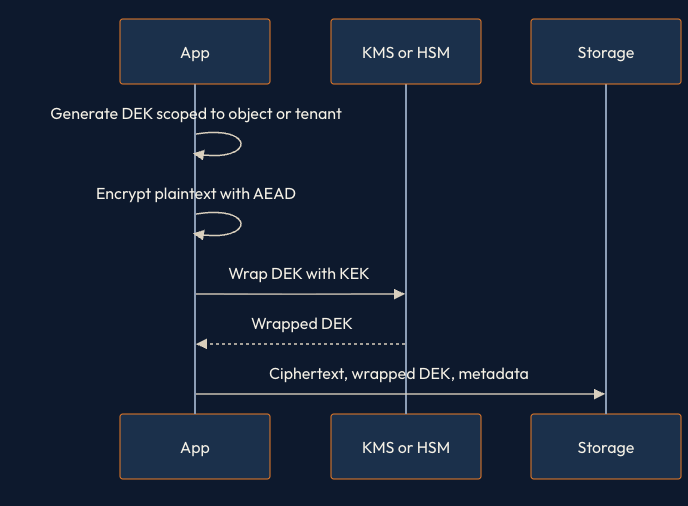 App
KMS or HSM
Storage
Generate DEK scoped to object or tenant
Encrypt plaintext with AEAD
Wrap DEK with KEK
Wrapped DEK
Ciphertext, wrapped DEK, metadata
App
KMS or HSM
Storage